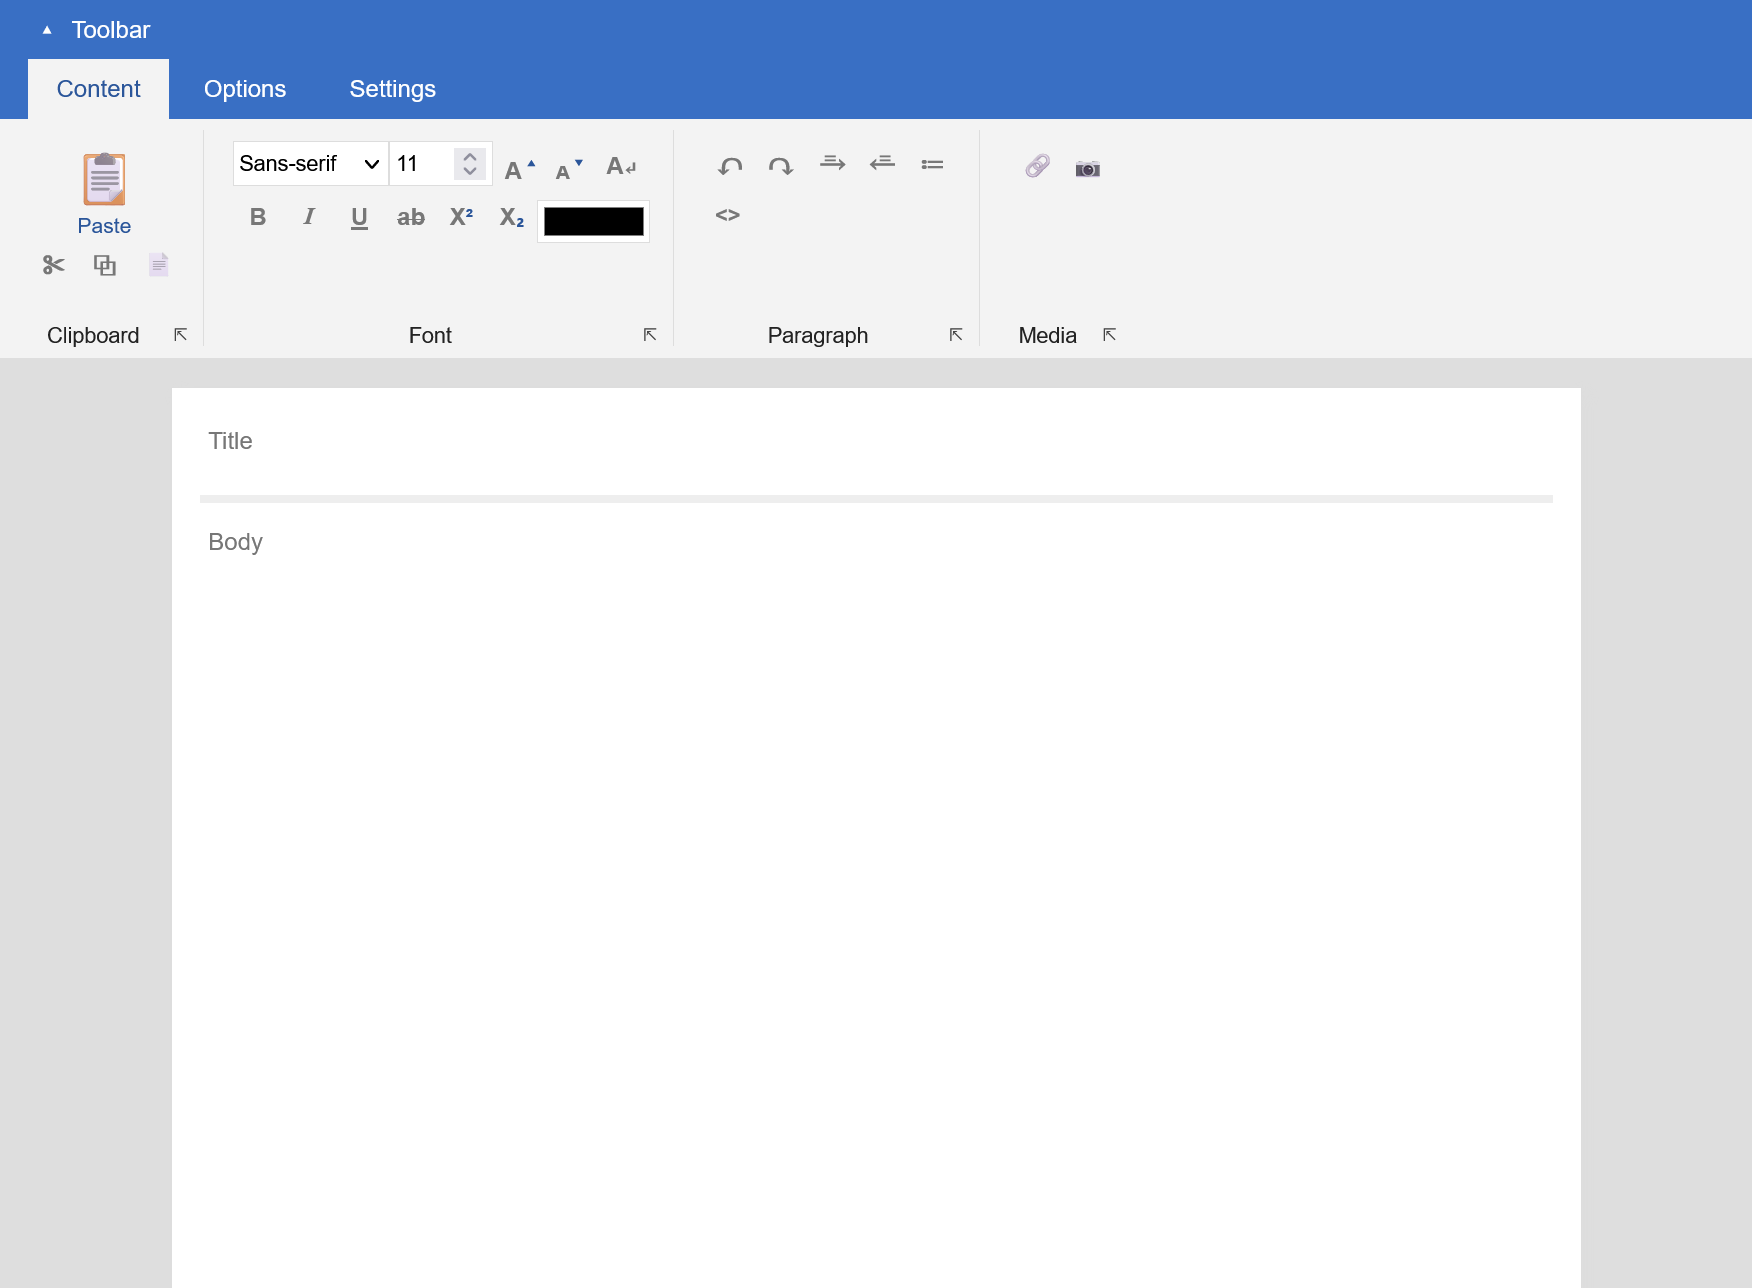 ▲ Toolbar
Content Options Settings
Paste
Sans-serif 11 A▲ A▼ A↲
B I U ab X² X₂
<>
Clipboard Font Paragraph Media
Title
Body